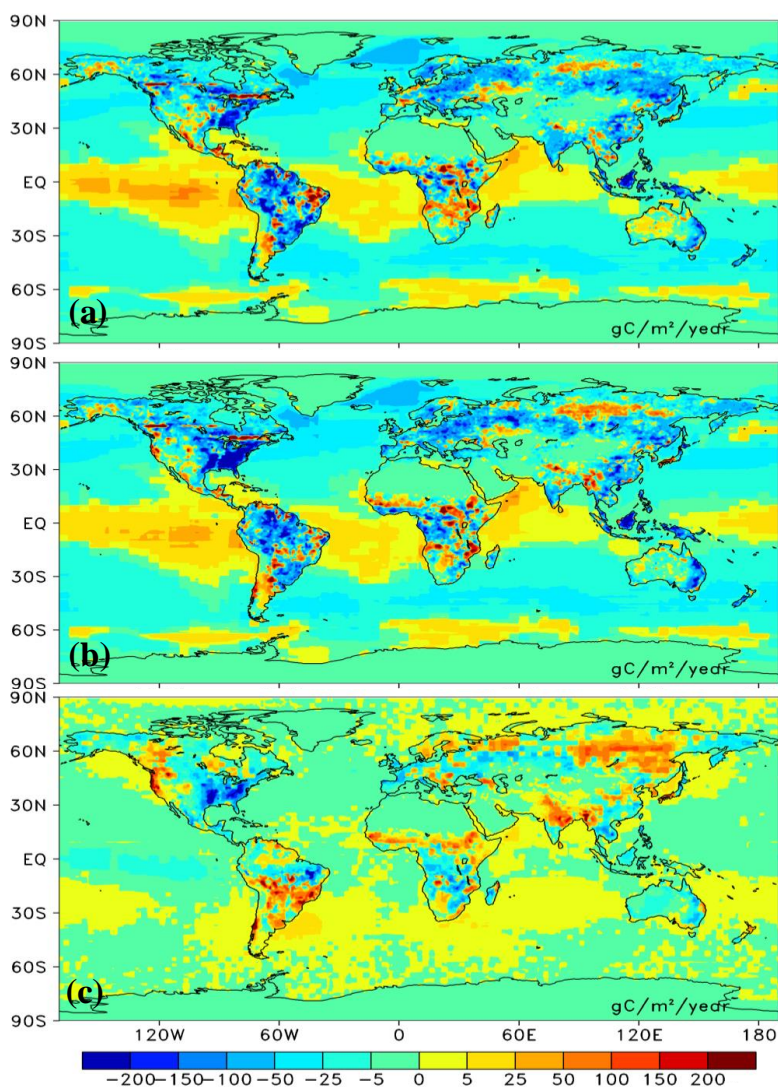 90N
60N
30N
EQ
30S
60S
90S
(a)
gC/m²/year
90N
60N
30N
EQ
30S
60S
90S
(b)
gC/m²/year
90N
60N
30N
EQ
30S
60S
90S
(c)
gC/m²/year
120W 60W 0 60E 120E 180
-200 -150 -100 -50 -25 -5 0 5 25 50 100 150 200